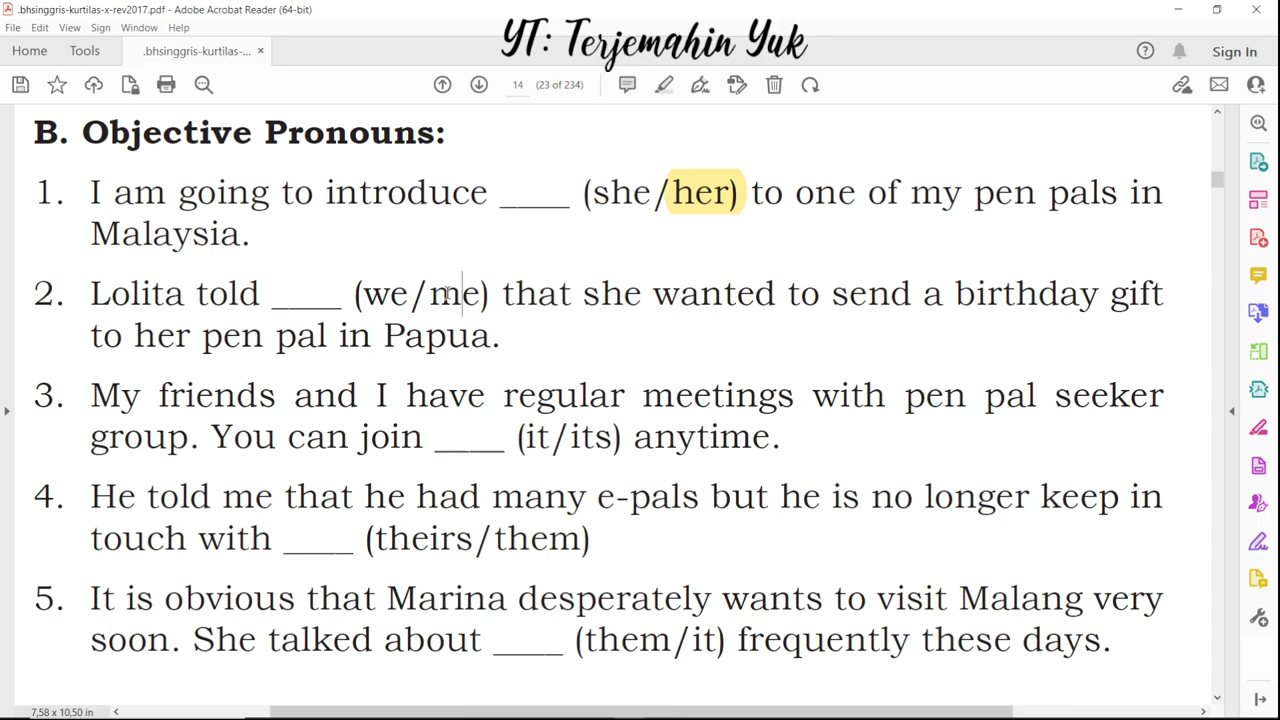 .bhsinggris-kurtilas-x-rev2017.pdf - Adobe Acrobat Reader (64-bit)
File Edit View Sign Window Help
YT: Terjemahin Yuk
Home Tools .bhsinggris-kurtilas-... × Sign In
14 (23 of 234)
B. Objective Pronouns:
1. I am going to introduce ____ (she/her) to one of my pen pals in
Malaysia.
2. Lolita told ____ (we/me) that she wanted to send a birthday gift
to her pen pal in Papua.
3. My friends and I have regular meetings with pen pal seeker
group. You can join ____ (it/its) anytime.
4. He told me that he had many e-pals but he is no longer keep in
touch with ____ (theirs/them)
5. It is obvious that Marina desperately wants to visit Malang very
soon. She talked about ____ (them/it) frequently these days.
7,58 x 10,50 in